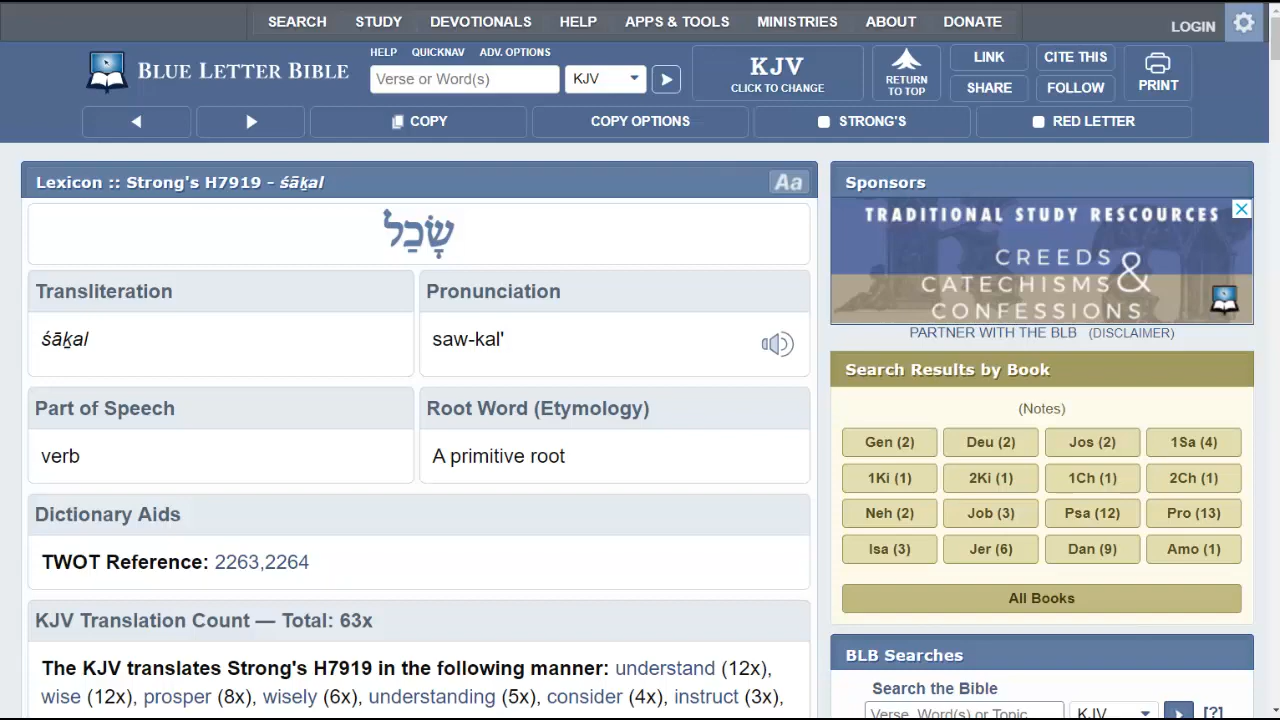 SEARCH STUDY DEVOTIONALS HELP APPS & TOOLS MINISTRIES ABOUT DONATE LOGIN
BLUE LETTER BIBLE
HELP QUICKNAV ADV. OPTIONS
Verse or Word(s) KJV
KJV
CLICK TO CHANGE
RETURN
TO TOP
LINK CITE THIS
SHARE FOLLOW
PRINT
COPY COPY OPTIONS STRONG'S RED LETTER
Lexicon :: Strong's H7919 - śāḵal Aa
שָׂכַל
Transliteration
śāḵal
Pronunciation
saw-kal'
Part of Speech
verb
Root Word (Etymology)
A primitive root
Dictionary Aids
TWOT Reference: 2263,2264
KJV Translation Count — Total: 63x
The KJV translates Strong's H7919 in the following manner: understand (12x),
wise (12x), prosper (8x), wisely (6x), understanding (5x), consider (4x), instruct (3x),
Sponsors
TRADITIONAL STUDY RESCOURCES
CREEDS
CATECHISMS &
CONFESSIONS
PARTNER WITH THE BLB (DISCLAIMER)
Search Results by Book
(Notes)
Gen (2) Deu (2) Jos (2) 1Sa (4)
1Ki (1) 2Ki (1) 1Ch (1) 2Ch (1)
Neh (2) Job (3) Psa (12) Pro (13)
Isa (3) Jer (6) Dan (9) Amo (1)
All Books
BLB Searches
Search the Bible
Verse, Word(s) or Topic KJV [?]